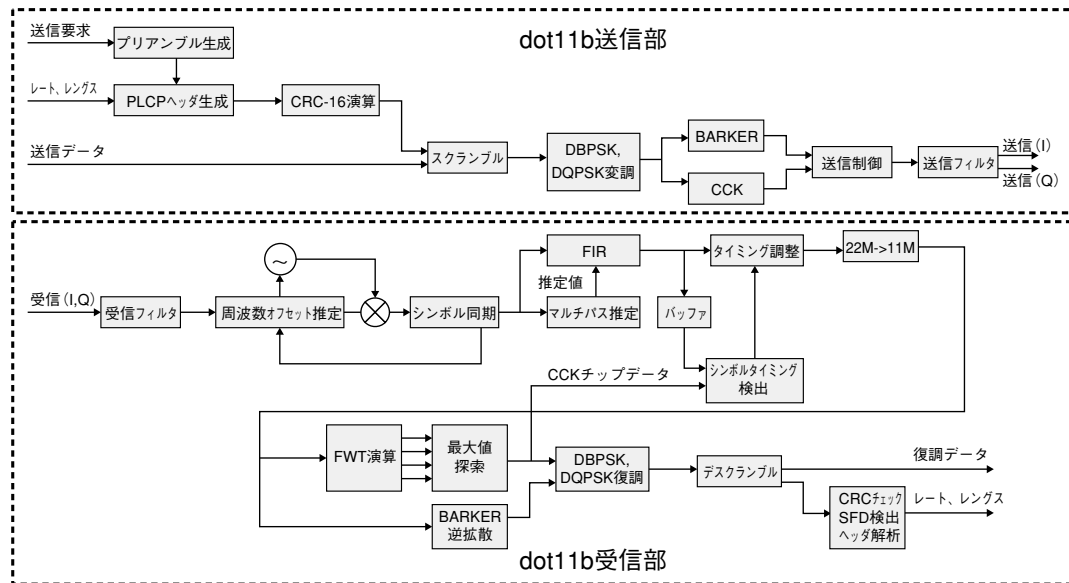 dot11b送信部
送信要求
プリアンブル生成
レート、レングス
PLCPヘッダ生成
CRC-16演算
送信データ
スクランブル
DBPSK,
DQPSK変調
BARKER
CCK
送信制御
送信フィルタ
送信(I)
送信(Q)
受信(I,Q)
受信フィルタ
~
周波数オフセット推定
シンボル同期
FIR
推定値
マルチパス推定
バッファ
タイミング調整
22M->11M
シンボルタイミング
検出
CCKチップデータ
FWT演算
最大値
探索
BARKER
逆拡散
DBPSK,
DQPSK復調
デスクランブル
復調データ
CRCチェック
SFD検出
ヘッダ解析
レート、レングス
dot11b受信部